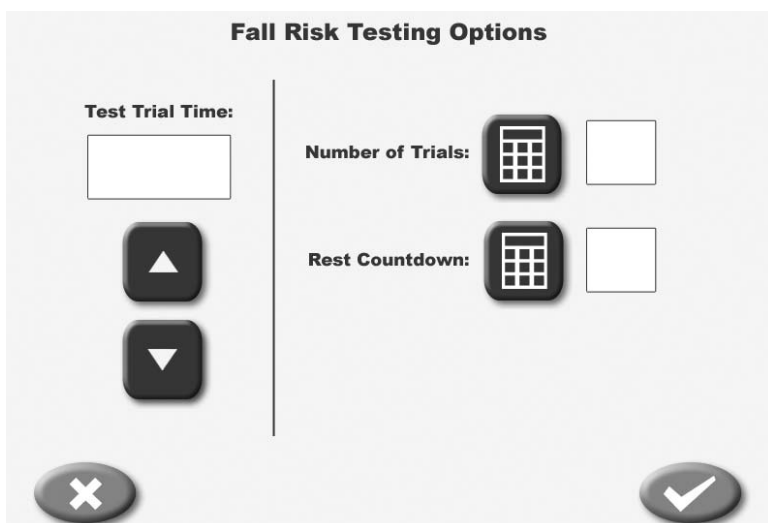 Fall Risk Testing Options
Test Trial Time:
Number of Trials:
Rest Countdown: